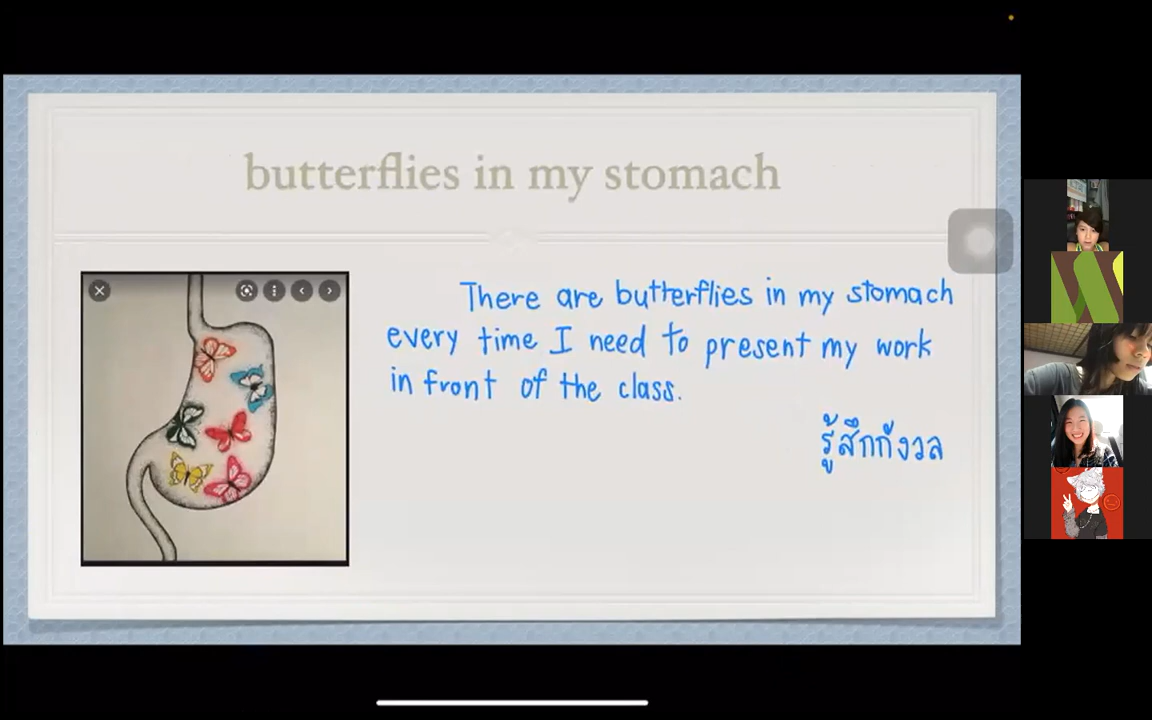 butterflies in my stomach
There are butterflies in my stomach
every time I need to present my work
in front of the class.
รู้สึกกังวล